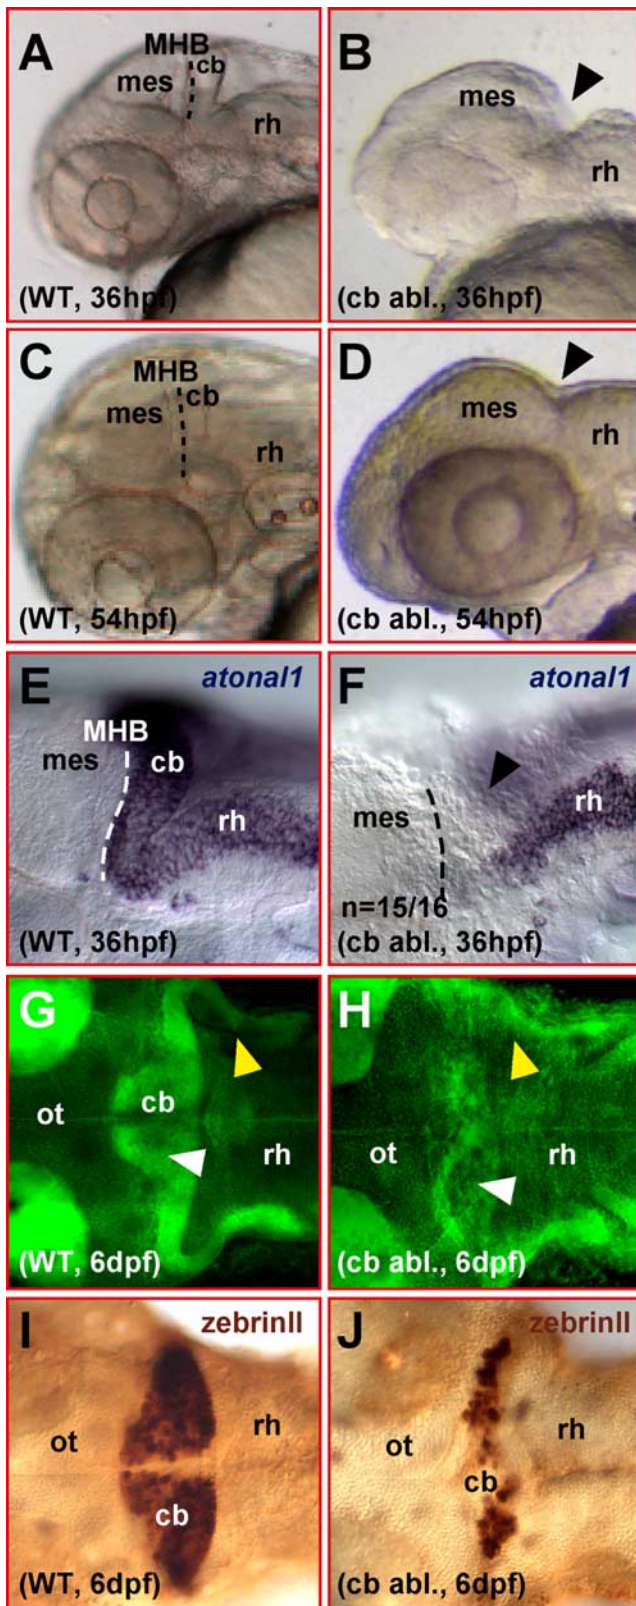 A
MHB
mes
cb
rh
(WT, 36hpf)
B
mes
rh
(cb abl., 36hpf)
C
MHB
mes
cb
rh
(WT, 54hpf)
D
mes
rh
(cb abl., 54hpf)
E
atonal1
MHB
mes
cb
rh
(WT, 36hpf)
F
atonal1
mes
rh
n=15/16
(cb abl., 36hpf)
G
cb
ot
rh
(WT, 6dpf)
H
ot
rh
(cb abl., 6dpf)
I
zebrinII
ot
rh
cb
(WT, 6dpf)
J
zebrinII
ot
rh
cb
(cb abl., 6dpf)